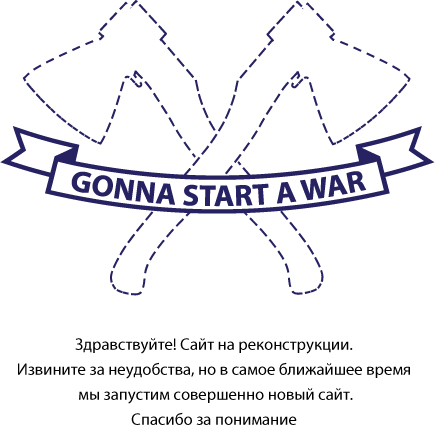 GONNA START A WAR
Здравствуйте! Сайт на реконструкции.
Извините за неудобства, но в самое ближайшее время
мы запустим совершенно новый сайт.
Спасибо за понимание